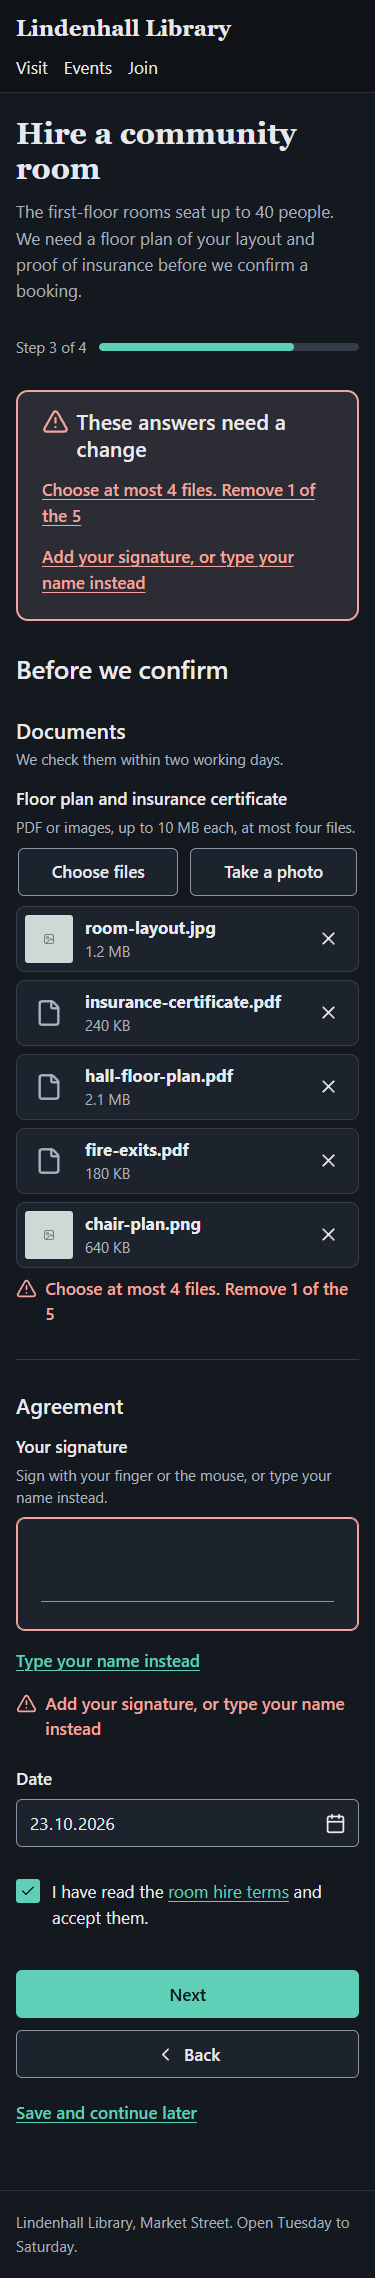 Lindenhall Library
Visit Events Join
Hire a community
room
The first-floor rooms seat up to 40 people.
We need a floor plan of your layout and
proof of insurance before we confirm a
booking.
Step 3 of 4
These answers need a
change
Choose at most 4 files. Remove 1 of
the 5
Add your signature, or type your
name instead
Before we confirm
Documents
We check them within two working days.
Floor plan and insurance certificate
PDF or images, up to 10 MB each, at most four files.
Choose files Take a photo
room-layout.jpg
1.2 MB
insurance-certificate.pdf
240 KB
hall-floor-plan.pdf
2.1 MB
fire-exits.pdf
180 KB
chair-plan.png
640 KB
Choose at most 4 files. Remove 1 of the
5
Agreement
Your signature
Sign with your finger or the mouse, or type your
name instead.
Type your name instead
Add your signature, or type your name
instead
Date
23.10.2026
I have read the room hire terms and
accept them.
Next
Back
Save and continue later
Lindenhall Library, Market Street. Open Tuesday to
Saturday.